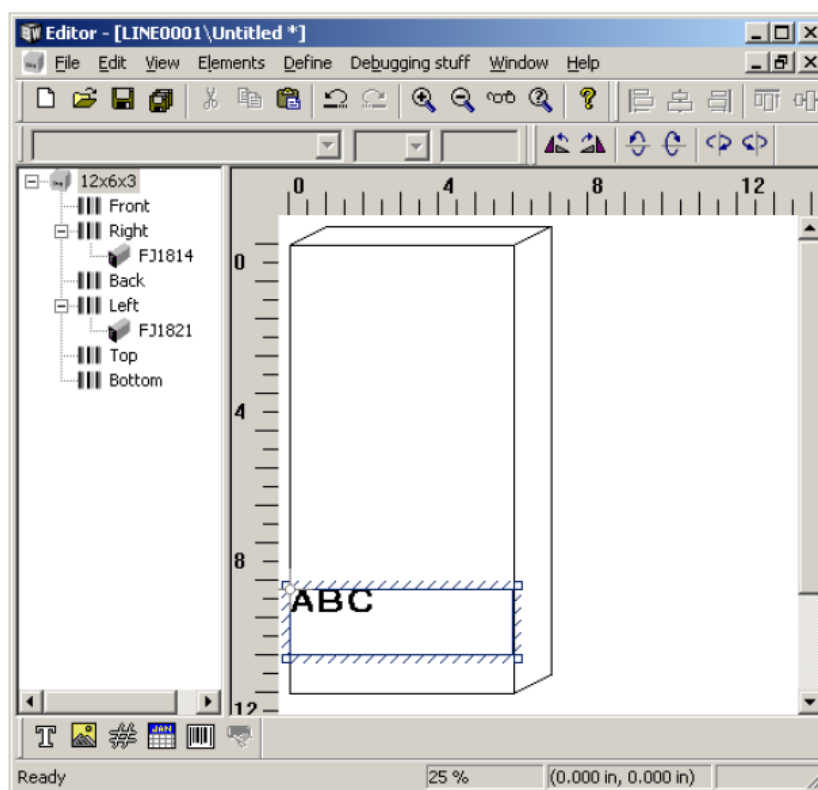 Editor - [LINE0001\Untitled *]
File Edit View Elements Define Debugging stuff Window Help
12x6x3
Front
Right
FJ1814
Back
Left
FJ1821
Top
Bottom
0 4 8 12
0
4
8
12
ABC
JAN
Ready 25 % (0.000 in, 0.000 in)